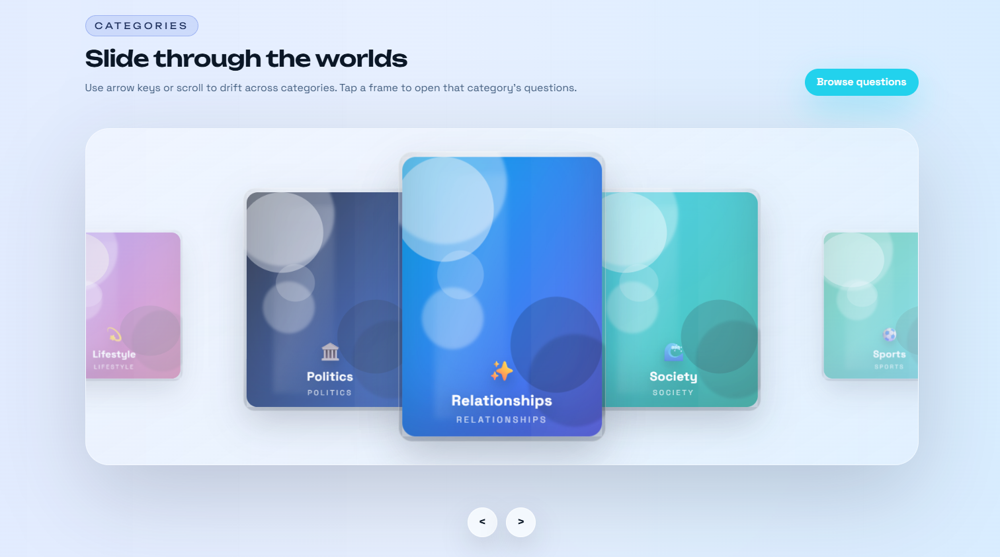 CATEGORIES
Slide through the worlds
Use arrow keys or scroll to drift across categories. Tap a frame to open that category's questions.
Browse questions
Lifestyle
LIFESTYLE
Politics
POLITICS
Relationships
RELATIONSHIPS
Society
SOCIETY
Sports
SPORTS
< >